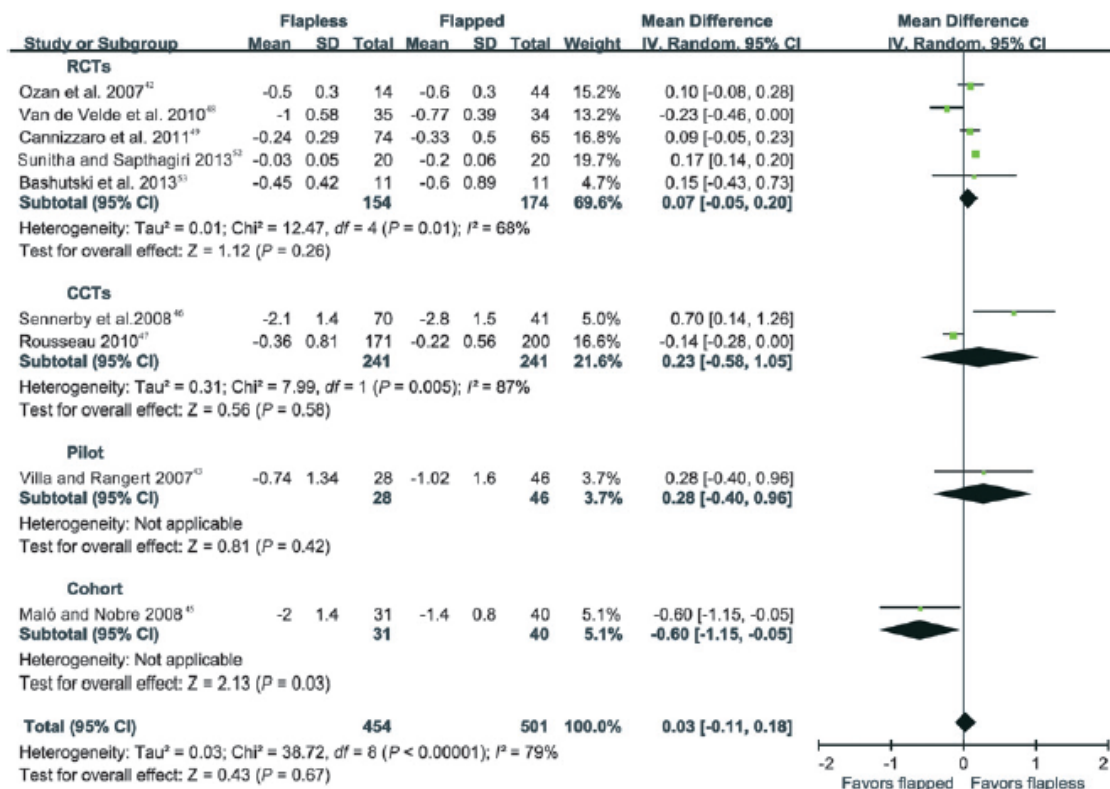 Flapless Flapped Mean Difference Mean Difference
Study or Subgroup Mean SD Total Mean SD Total Weight IV, Random, 95% CI IV, Random, 95% CI
RCTs
Ozan et al. 2007⁴² -0.5 0.3 14 -0.6 0.3 44 15.2% 0.10 [-0.08, 0.28]
Van de Velde et al. 2010⁴⁸ -1 0.58 35 -0.77 0.39 34 13.2% -0.23 [-0.46, 0.00]
Cannizzaro et al. 2011⁴⁹ -0.24 0.29 74 -0.33 0.5 65 16.8% 0.09 [-0.05, 0.23]
Sunitha and Sapthagiri 2013⁵² -0.03 0.05 20 -0.2 0.06 20 19.7% 0.17 [0.14, 0.20]
Bashutski et al. 2013⁵³ -0.45 0.42 11 -0.6 0.89 11 4.7% 0.15 [-0.43, 0.73]
Subtotal (95% CI) 154 174 69.6% 0.07 [-0.05, 0.20]
Heterogeneity: Tau² = 0.01; Chi² = 12.47, df = 4 (P = 0.01); I² = 68%
Test for overall effect: Z = 1.12 (P = 0.26)
CCTs
Sennerby et al.2008⁴⁶ -2.1 1.4 70 -2.8 1.5 41 5.0% 0.70 [0.14, 1.26]
Rousseau 2010⁴⁷ -0.36 0.81 171 -0.22 0.56 200 16.6% -0.14 [-0.28, 0.00]
Subtotal (95% CI) 241 241 21.6% 0.23 [-0.58, 1.05]
Heterogeneity: Tau² = 0.31; Chi² = 7.99, df = 1 (P = 0.005); I² = 87%
Test for overall effect: Z = 0.56 (P = 0.58)
Pilot
Villa and Rangert 2007⁴³ -0.74 1.34 28 -1.02 1.6 46 3.7% 0.28 [-0.40, 0.96]
Subtotal (95% CI) 28 46 3.7% 0.28 [-0.40, 0.96]
Heterogeneity: Not applicable
Test for overall effect: Z = 0.81 (P = 0.42)
Cohort
Maló and Nobre 2008⁴⁵ -2 1.4 31 -1.4 0.8 40 5.1% -0.60 [-1.15, -0.05]
Subtotal (95% CI) 31 40 5.1% -0.60 [-1.15, -0.05]
Heterogeneity: Not applicable
Test for overall effect: Z = 2.13 (P = 0.03)
Total (95% CI) 454 501 100.0% 0.03 [-0.11, 0.18]
Heterogeneity: Tau² = 0.03; Chi² = 38.72, df = 8 (P < 0.00001); I² = 79%
Test for overall effect: Z = 0.43 (P = 0.67)
-2 -1 0 1 2
Favors flapped Favors flapless